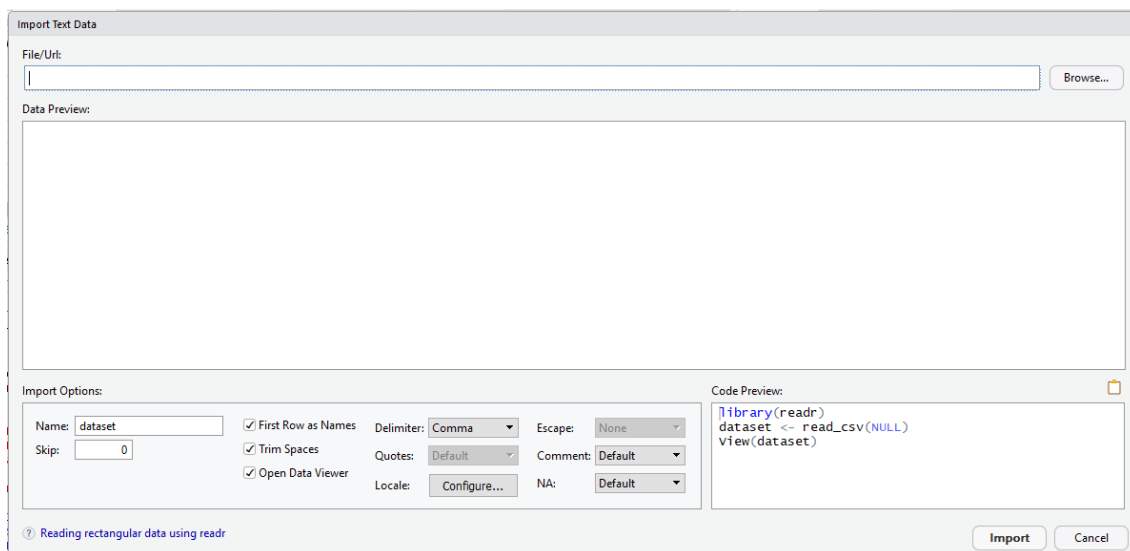 Import Text Data
File/Url:
Browse...
Data Preview:
Import Options:
Name: dataset
Skip: 0
First Row as Names
Trim Spaces
Open Data Viewer
Delimiter: Comma
Quotes: Default
Locale: Configure...
Escape: None
Comment: Default
NA: Default
Code Preview:
library(readr)
dataset <- read_csv(NULL)
View(dataset)
? Reading rectangular data using readr
Import Cancel